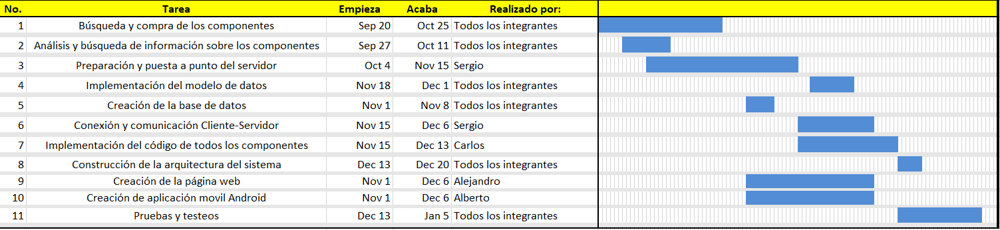 No. Tarea Empieza Acaba Realizado por:
1 Búsqueda y compra de los componentes Sep 20 Oct 25 Todos los integrantes
2 Análisis y búsqueda de información sobre los componentes Sep 27 Oct 11 Todos los integrantes
3 Preparación y puesta a punto del servidor Oct 4 Nov 15 Sergio
4 Implementación del modelo de datos Nov 18 Dec 1 Todos los integrantes
5 Creación de la base de datos Nov 1 Nov 8 Todos los integrantes
6 Conexión y comunicación Cliente-Servidor Nov 15 Dec 6 Sergio
7 Implementación del código de todos los componentes Nov 15 Dec 13 Carlos
8 Construcción de la arquitectura del sistema Dec 13 Dec 20 Todos los integrantes
9 Creación de la página web Nov 1 Dec 6 Alejandro
10 Creación de aplicación movil Android Nov 1 Dec 6 Alberto
11 Pruebas y testeos Dec 13 Jan 5 Todos los integrantes